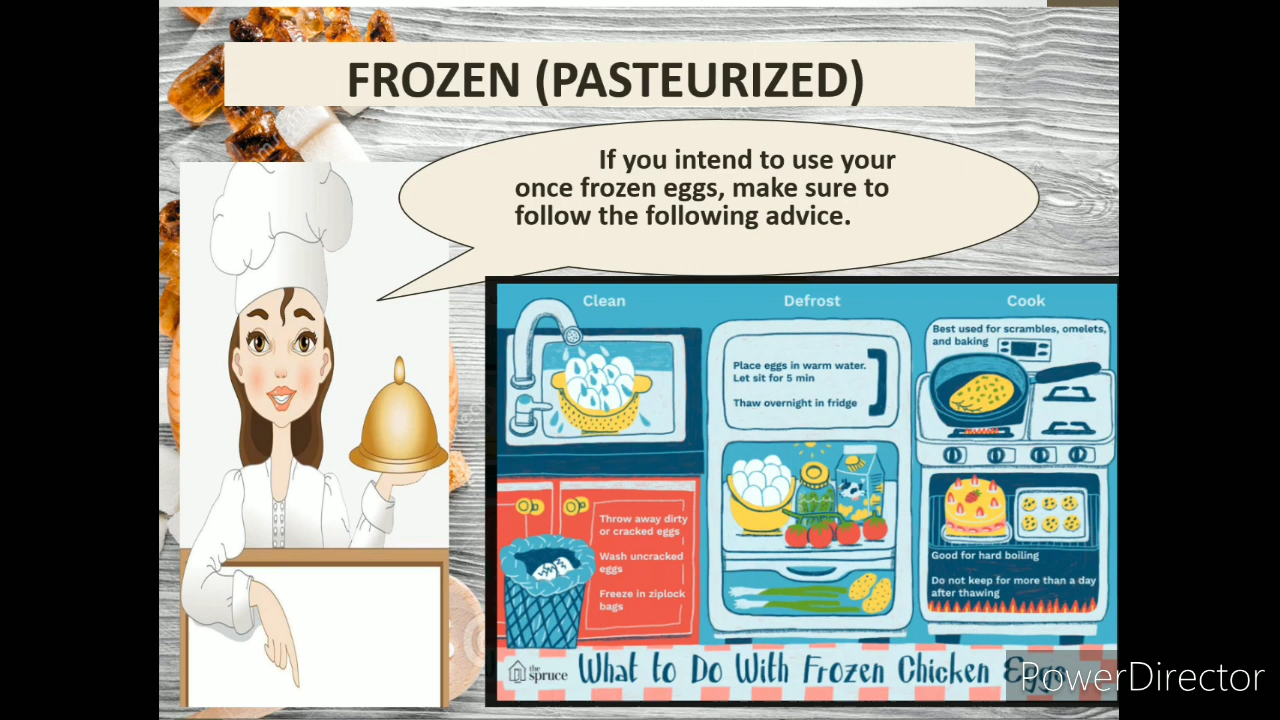 FROZEN (PASTEURIZED)
If you intend to use your
once frozen eggs, make sure to
follow the following advice.
Clean
Defrost
Cook
Throw away dirty
or cracked eggs
Wash uncracked
eggs
Freeze in ziplock
bags
Place eggs in warm water.
Let sit for 5 min
Thaw overnight in fridge
Best used for scrambles, omelets,
and baking
Good for hard boiling
Do not keep for more than a day
after thawing
the
spruce
What to Do With Frozen Chicken Eggs
PowerDirector